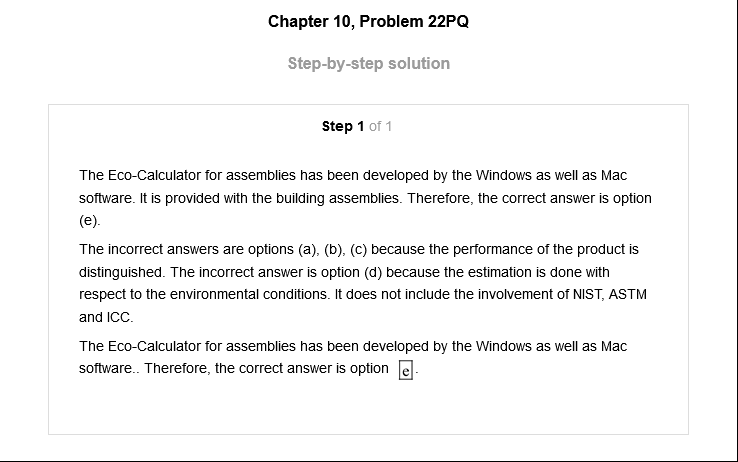 Chapter 10, Problem 22PQ
Step-by-step solution
Step 1 of 1
The Eco-Calculator for assemblies has been developed by the Windows as well as Mac
software. It is provided with the building assemblies. Therefore, the correct answer is option
(e).
The incorrect answers are options (a), (b), (c) because the performance of the product is
distinguished. The incorrect answer is option (d) because the estimation is done with
respect to the environmental conditions. It does not include the involvement of NIST, ASTM
and ICC.
The Eco-Calculator for assemblies has been developed by the Windows as well as Mac
software.. Therefore, the correct answer is option e.